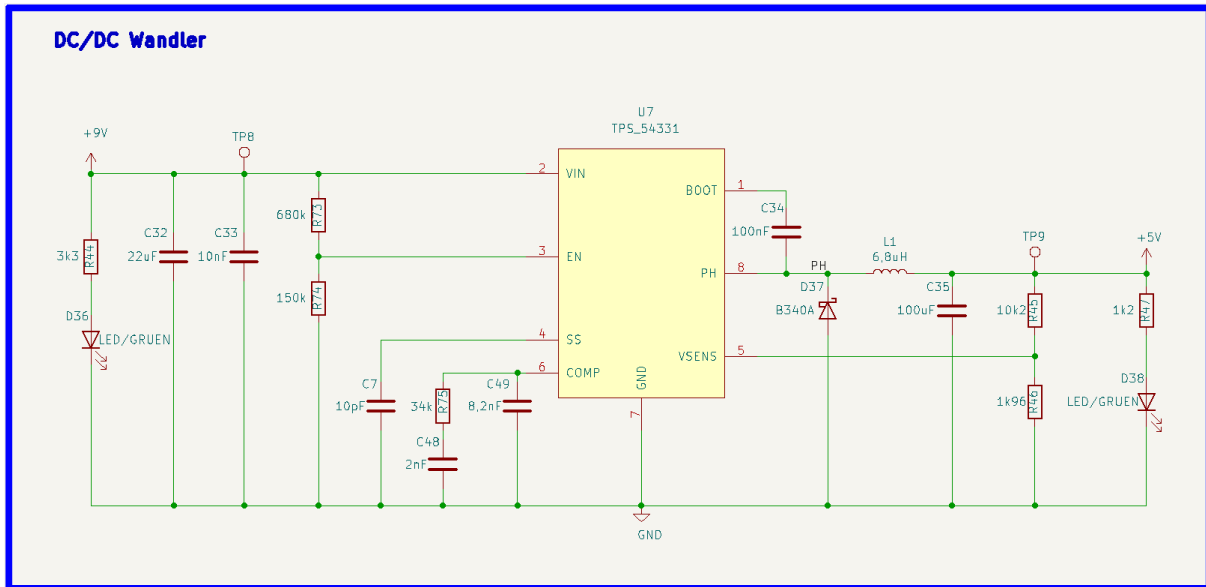 DC/DC Wandler
U7
TPS_54331
+9V
TP8
2
VIN
BOOT
1
680k
R73
C34
100nF
C32
22uF
C33
10nF
3k3
R44
3
EN
L1
6,8uH
TP9
+5V
PH
8
PH
150k
R74
D37
B340A
C35
100uF
10k2
R45
1k2
R47
D36
LED/GRUEN
4
SS
VSENS
5
6
COMP
GND
7
C7
10pF
34k
R75
C49
8,2nF
1k96
R46
D38
LED/GRUEN
C48
2nF
GND